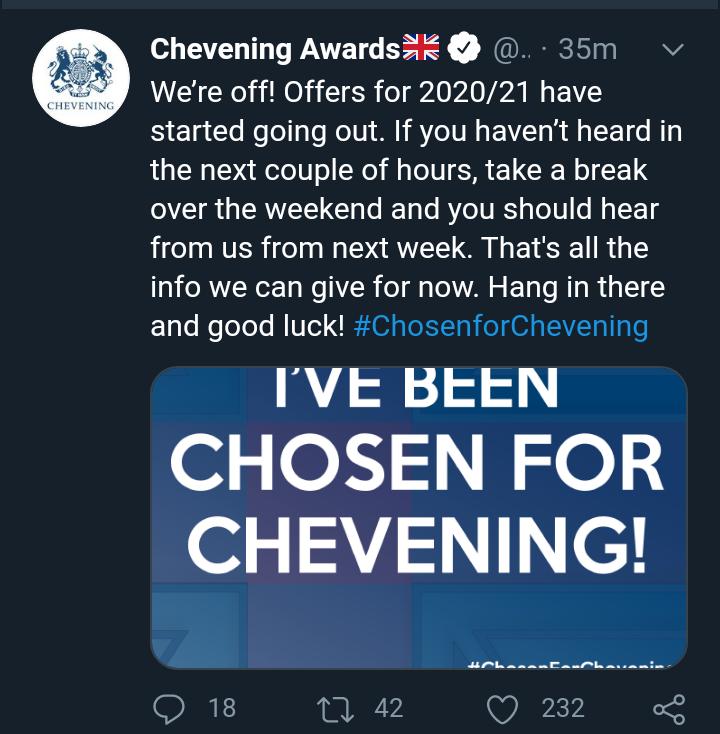 CHEVENING
Chevening Awards🇬🇧 @.. · 35m
We’re off! Offers for 2020/21 have
started going out. If you haven’t heard in
the next couple of hours, take a break
over the weekend and you should hear
from us from next week. That's all the
info we can give for now. Hang in there
and good luck! #ChosenforChevening
I’VE BEEN
CHOSEN FOR
CHEVENING!
#ChosenForChevening
18 42 232